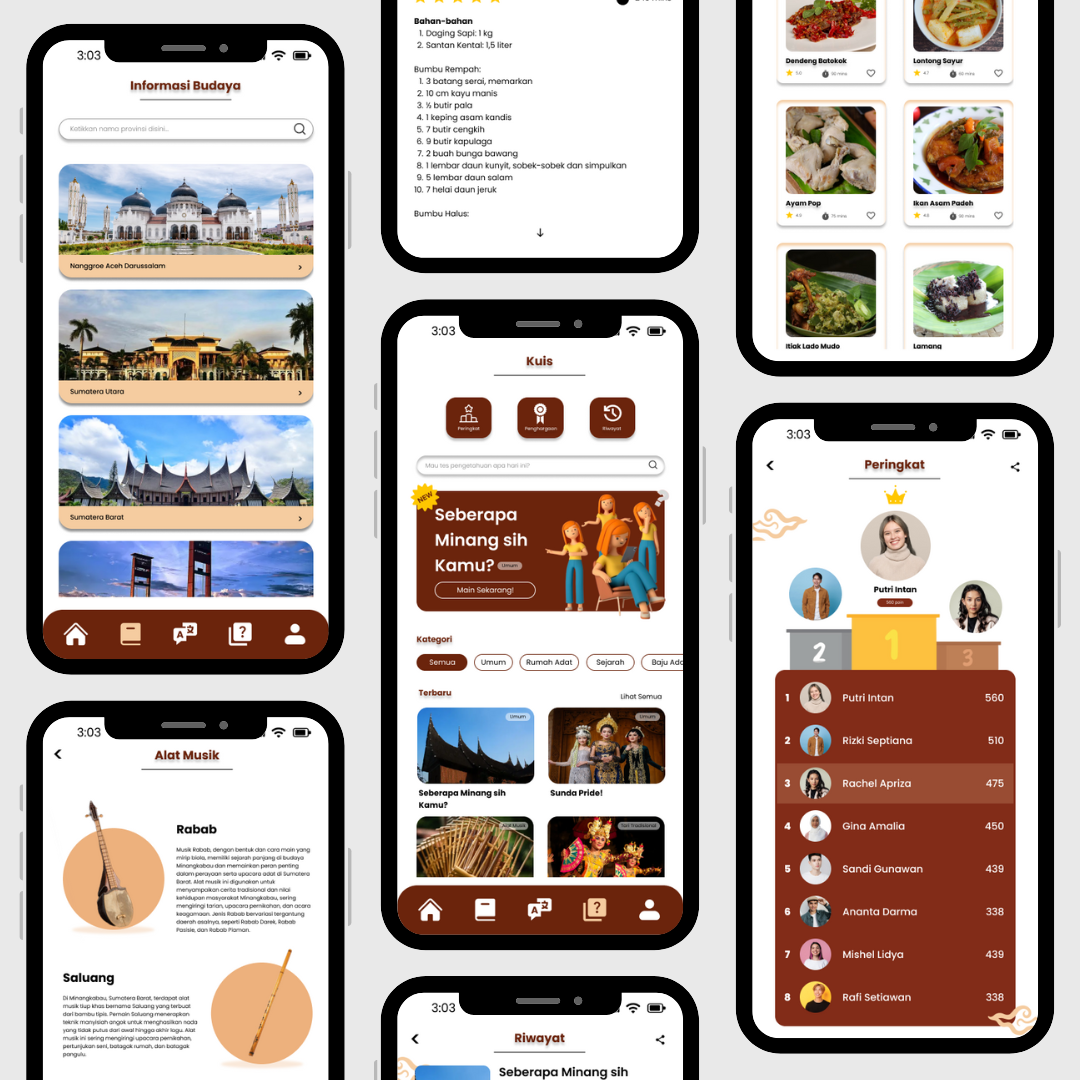 3:03
Informasi Budaya
Ketikkan nama provinsi disini...
Nanggroe Aceh Darussalam
Sumatera Utara
Sumatera Barat
3:03
Alat Musik
Rabab
Musik Rabab, dengan bentuk dan cara main yang
mirip biola, memiliki sejarah panjang di budaya
Minangkabau dan memainkan peran penting
dalam perayaan serta upacara adat di Sumatera
Barat. Alat musik ini digunakan untuk
menyampaikan cerita tradisional dan nilai
kehidupan masyarakat Minangkabau, sering
mengiringi tarian, upacara pernikahan, dan acara
keagamaan. Jenis Rabab bervariasi tergantung
daerah asalnya, seperti Rabab Darek, Rabab
Pasisie, dan Rabab Piaman.
Saluang
Di Minangkabau, Sumatera Barat, terdapat alat
musik tiup khas bernama Saluang yang terbuat
dari bambu tipis. Pemain Saluang menerapkan
teknik manyisiah angok untuk menghasilkan nada
yang tidak putus dari awal hingga akhir lagu. Alat
musik ini sering mengiringi upacara pernikahan,
pertunjukan seni, batagak rumah, dan batagak
pangulu.
Bahan-bahan
1. Daging Sapi: 1 kg
2. Santan Kental: 1,5 liter
Bumbu Rempah:
1. 3 batang serai, memarkan
2. 10 cm kayu manis
3. ½ butir pala
4. 1 keping asam kandis
5. 7 butir cengkih
6. 9 butir kapulaga
7. 2 buah bunga bawang
8. 1 lembar daun kunyit, sobek-sobek dan simpulkan
9. 5 lembar daun salam
10. 7 helai daun jeruk
Bumbu Halus:
3:03
Kuis
Peringkat
Penghargaan
Riwayat
Mau tes pengetahuan apa hari ini?
NEW
Seberapa
Minang sih
Kamu? Umum
Main Sekarang!
Kategori
Semua
Umum
Rumah Adat
Sejarah
Baju Ada
Terbaru
Lihat Semua
Umum
Umum
Seberapa Minang sih
Kamu?
Sunda Pride!
Alat Musik
Tari Tradisional
3:03
Riwayat
Seberapa Minang sih
Dendeng Batokok
5.0
90 mins
Lontong Sayur
4.7
60 mins
Ayam Pop
4.9
75 mins
Ikan Asam Padeh
4.8
90 mins
Itiak Lado Mudo
Lamang
3:03
Peringkat
Putri Intan
560 poin
2
1
3
1 Putri Intan 560
2 Rizki Septiana 510
3 Rachel Apriza 475
4 Gina Amalia 450
5 Sandi Gunawan 439
6 Ananta Darma 338
7 Mishel Lidya 439
8 Rafi Setiawan 338